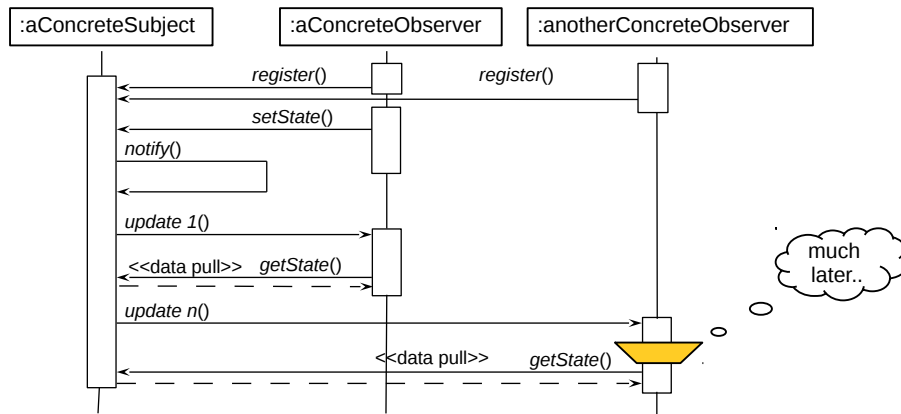 :aConcreteSubject
:aConcreteObserver
:anotherConcreteObserver
register()
register()
setState()
notify()
update 1()
<<data pull>>
getState()
much
later..
update n()
<<data pull>>
getState()